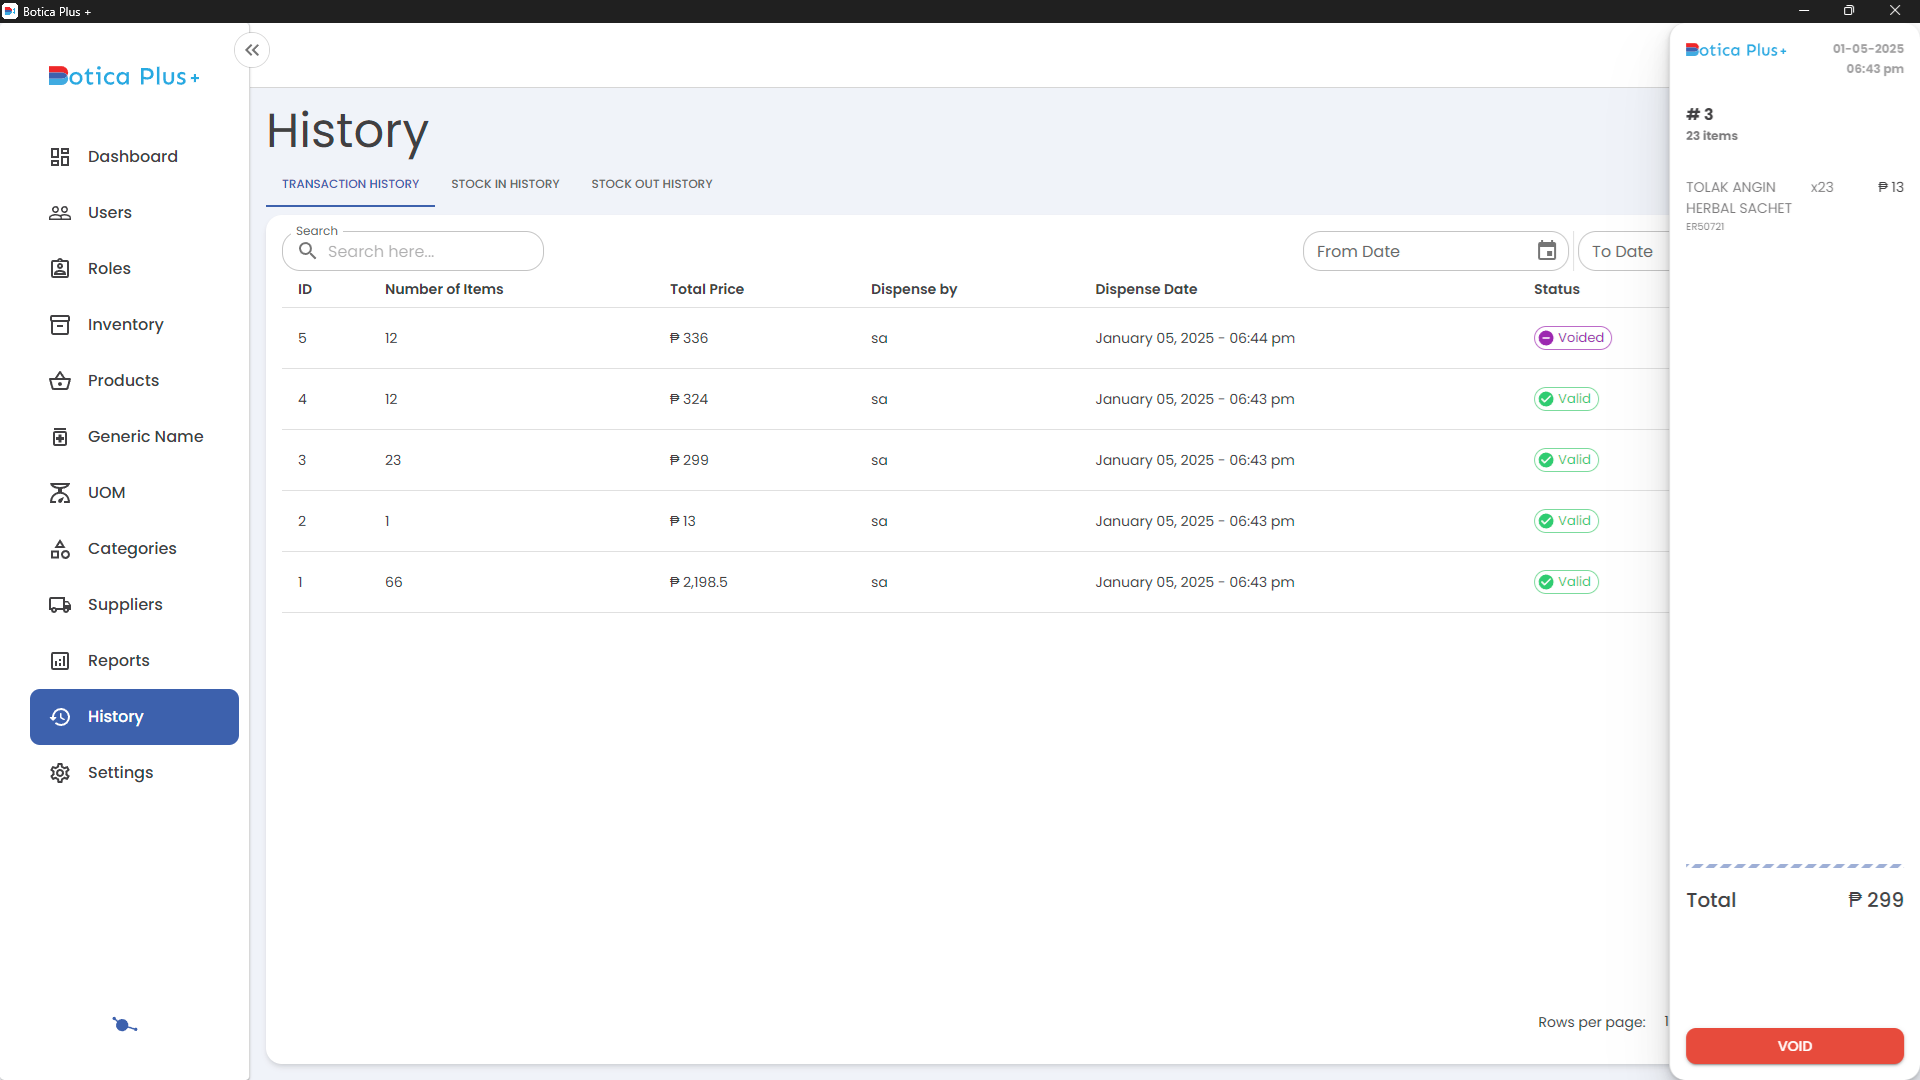 Botica Plus +
Botica Plus+
Dashboard
Users
Roles
Inventory
Products
Generic Name
UOM
Categories
Suppliers
Reports
History
Settings
History
TRANSACTION HISTORY
STOCK IN HISTORY
STOCK OUT HISTORY
Search
Search here...
From Date
To Date
ID Number of Items Total Price Dispense by Dispense Date Status
5 12 ₱ 336 sa January 05, 2025 - 06:44 pm Voided
4 12 ₱ 324 sa January 05, 2025 - 06:43 pm Valid
3 23 ₱ 299 sa January 05, 2025 - 06:43 pm Valid
2 1 ₱ 13 sa January 05, 2025 - 06:43 pm Valid
1 66 ₱ 2,198.5 sa January 05, 2025 - 06:43 pm Valid
Rows per page:
Botica Plus+
01-05-2025
06:43 pm
# 3
23 items
TOLAK ANGIN x23 ₱ 13
HERBAL SACHET
ER50721
Total ₱ 299
VOID